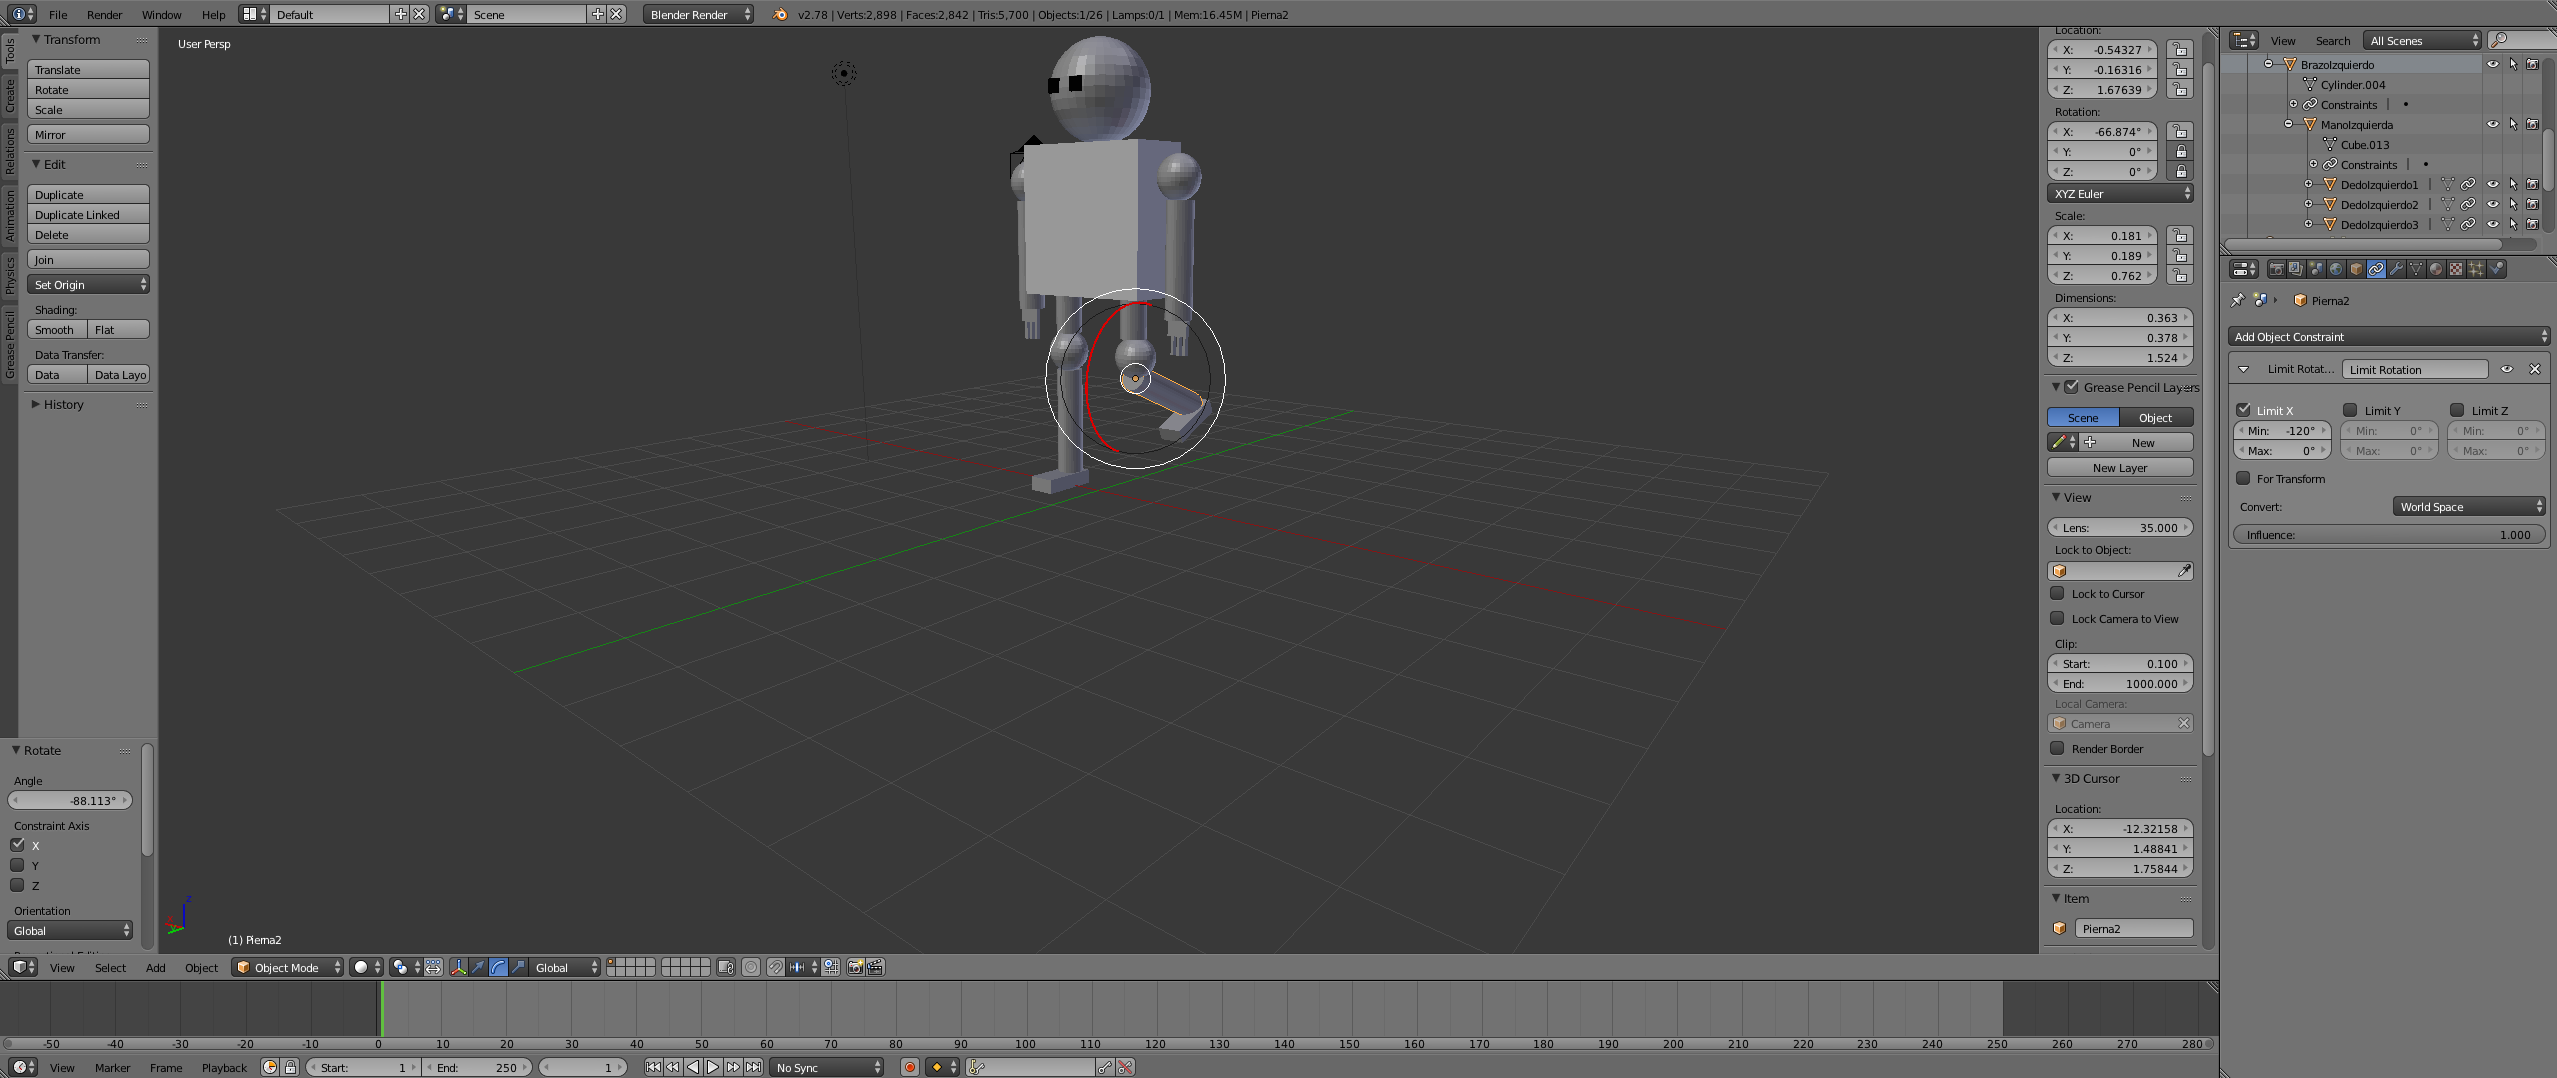 File Render Window Help Default Scene Blender Render v2.78 | Verts:2,898 | Faces:2,842 | Tris:5,700 | Objects:1/26 | Lamps:0/1 | Mem:16.45M | Pierna2
Tools
Create
Relations
Animation
Physics
Grease Pencil
Transform
Translate
Rotate
Scale
Mirror
Edit
Duplicate
Duplicate Linked
Delete
Join
Set Origin
Shading:
Smooth Flat
Data Transfer:
Data Data Layo
History
Rotate
Angle
-88.113°
Constraint Axis
X
Y
Z
Orientation
Global
User Persp
(1) Pierna2
Location:
X: -0.54327
Y: -0.16316
Z: 1.67639
Rotation:
X: -66.874°
Y: 0°
Z: 0°
XYZ Euler
Scale:
X: 0.181
Y: 0.189
Z: 0.762
Dimensions:
X: 0.363
Y: 0.378
Z: 1.524
Grease Pencil Layers
Scene Object
New
New Layer
View
Lens: 35.000
Lock to Object:
Lock to Cursor
Lock Camera to View
Clip:
Start: 0.100
End: 1000.000
Local Camera:
Camera
Render Border
3D Cursor
Location:
X: -12.32158
Y: 1.48841
Z: 1.75844
Item
Pierna2
View Search All Scenes
BrazoIzquierdo
Cylinder.004
Constraints
ManoIzquierda
Cube.013
Constraints
DedoIzquierdo1
DedoIzquierdo2
DedoIzquierdo3
Pierna2
Add Object Constraint
Limit Rotat... Limit Rotation
Limit X Limit Y Limit Z
Min: -120° Min: 0° Min: 0°
Max: 0° Max: 0° Max: 0°
For Transform
Convert: World Space
Influence: 1.000
View Select Add Object Object Mode Global
-50 -40 -30 -20 -10 0 10 20 30 40 50 60 70 80 90 100 110 120 130 140 150 160 170 180 190 200 210 220 230 240 250 260 270 280
View Marker Frame Playback Start: 1 End: 250 1 No Sync